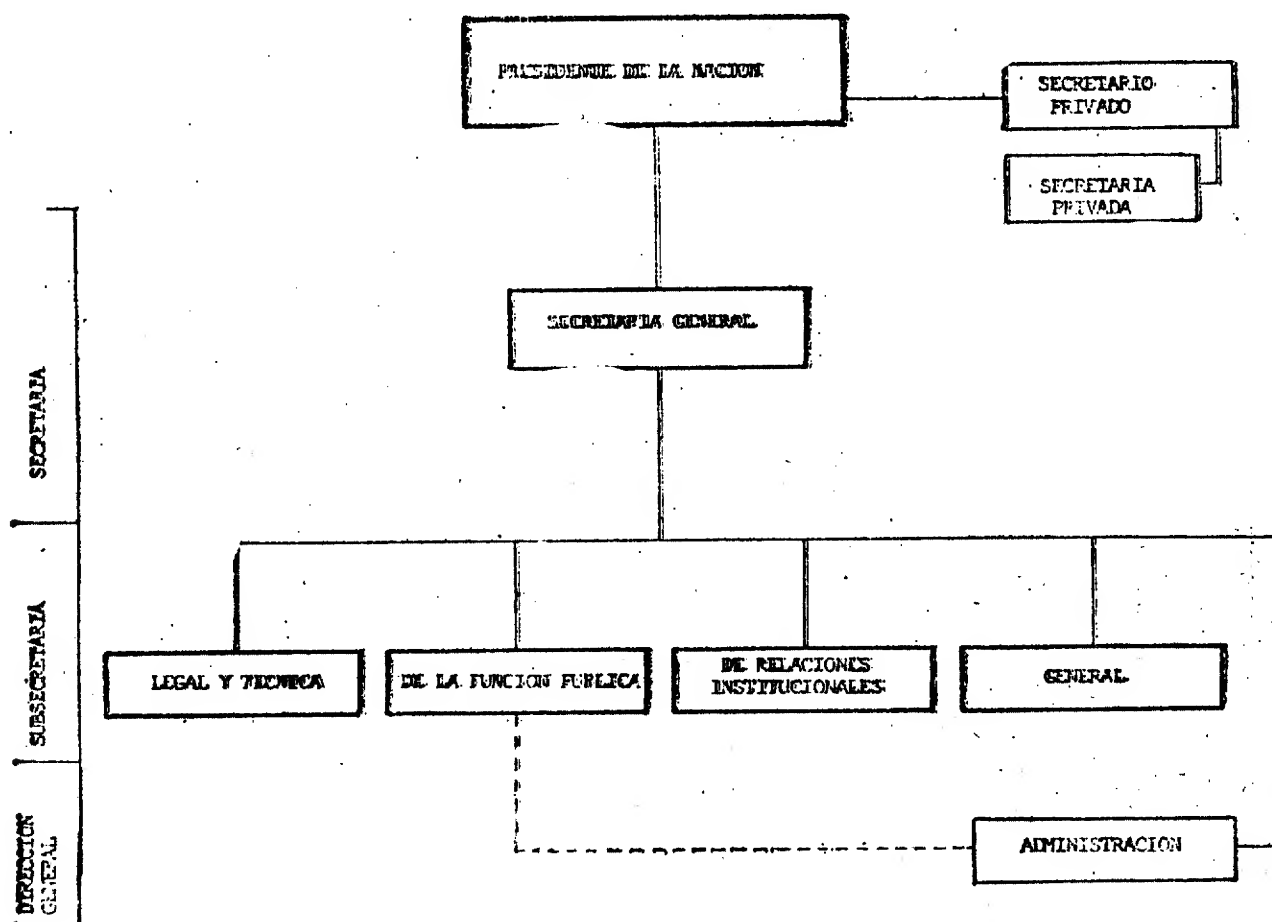 PRESIDENTE DE LA NACION
SECRETARIO
PRIVADO
SECRETARIA
PRIVADA
SECRETARIA GENERAL
SECRETARIA
SUBSECRETARIA
LEGAL Y TECNICA
DE LA FUNCION PUBLICA
DE RELACIONES
INSTITUCIONALES
GENERAL
DIRECCION
GENERAL
ADMINISTRACION